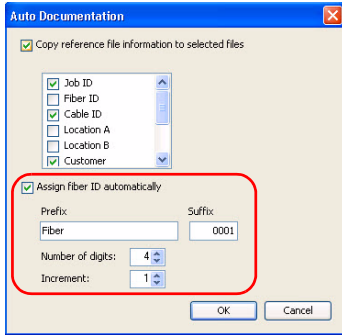 Auto Documentation
Copy reference file information to selected files
Job ID
Fiber ID
Cable ID
Location A
Location B
Customer
Assign fiber ID automatically
Prefix Suffix
Fiber 0001
Number of digits: 4
Increment: 1
OK Cancel